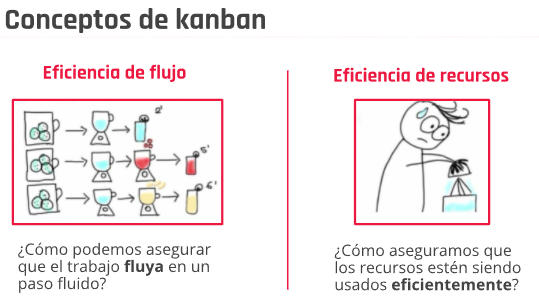 Conceptos de kanban
Eficiencia de flujo
2'
5'
6'
¿Cómo podemos asegurar
que el trabajo fluya en un
paso fluido?
Eficiencia de recursos
¿Cómo aseguramos que
los recursos estén siendo
usados eficientemente?